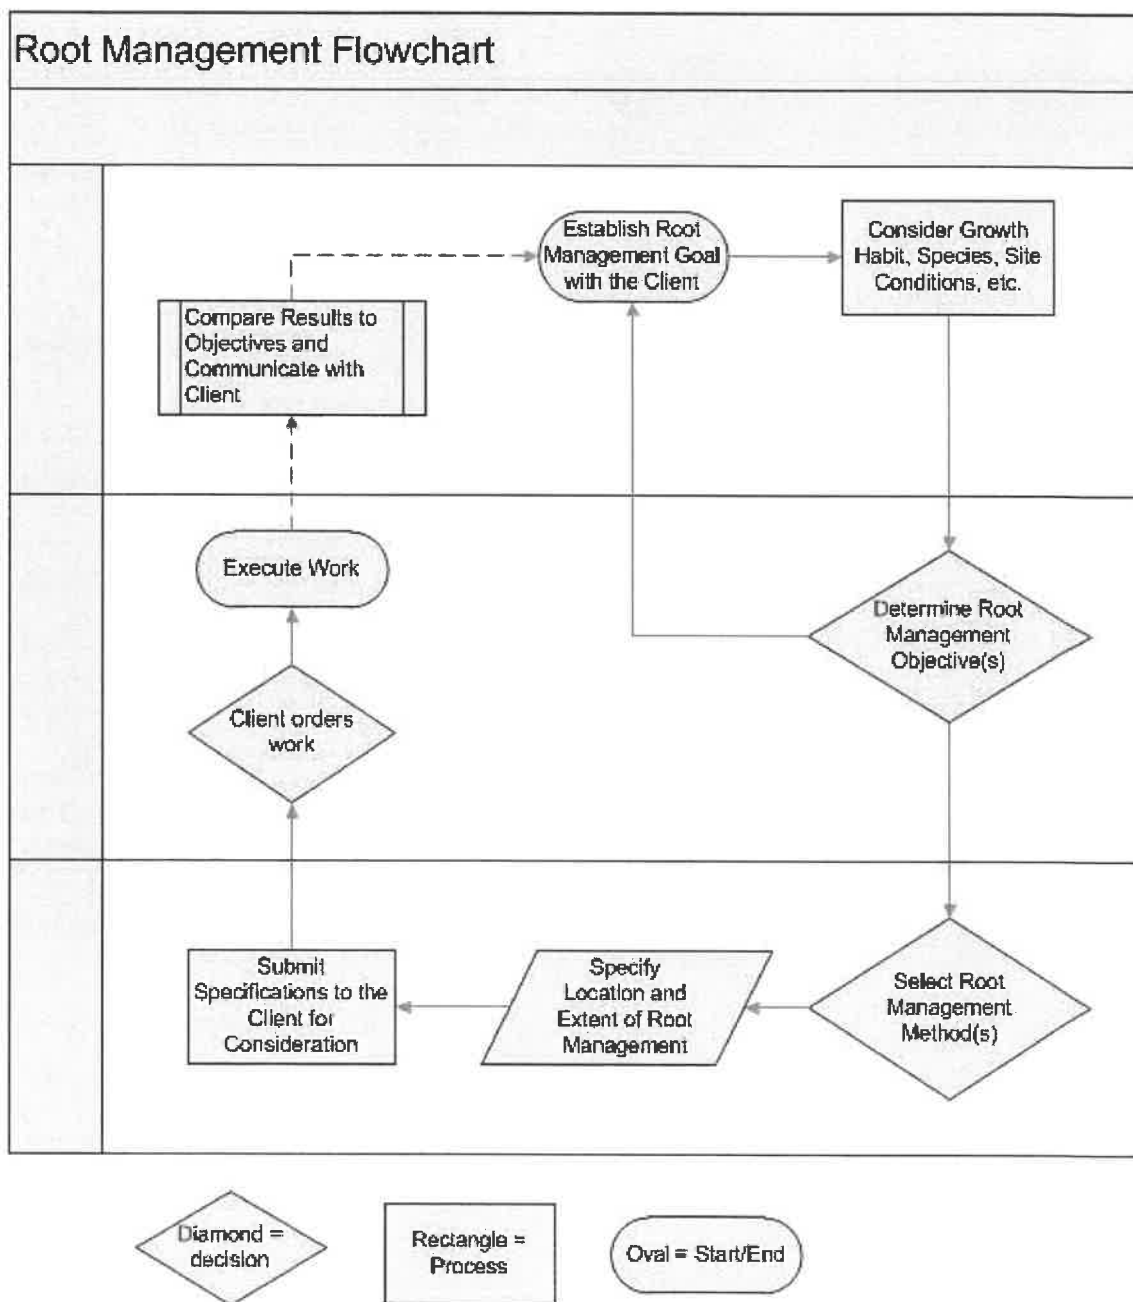 Root Management Flowchart
Establish Root
Management Goal
with the Client
Consider Growth
Habit, Species, Site
Conditions, etc.
Compare Results to
Objectives and
Communicate with
Client
Execute Work
Determine Root
Management
Objective(s)
Client orders
work
Submit
Specifications to the
Client for
Consideration
Specify
Location and
Extent of Root
Management
Select Root
Management
Method(s)
Diamond =
decision
Rectangle =
Process
Oval = Start/End